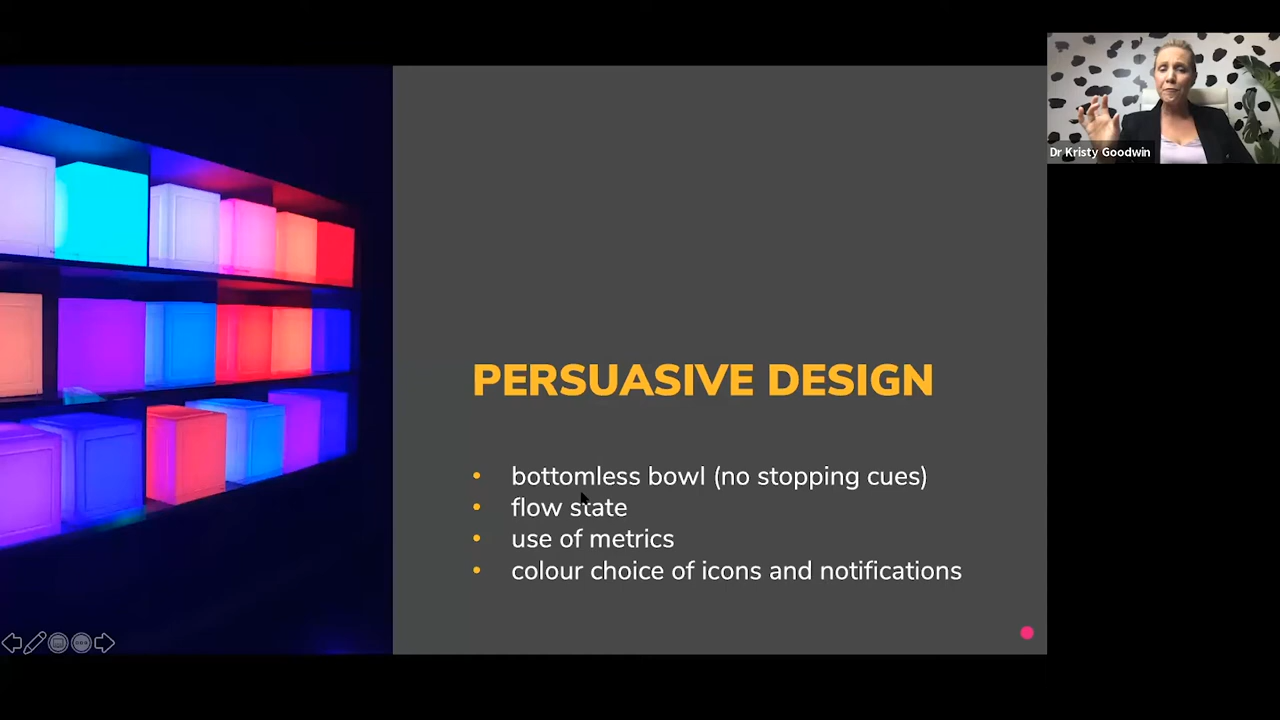 Dr Kristy Goodwin
PERSUASIVE DESIGN
• bottomless bowl (no stopping cues)
• flow state
• use of metrics
• colour choice of icons and notifications